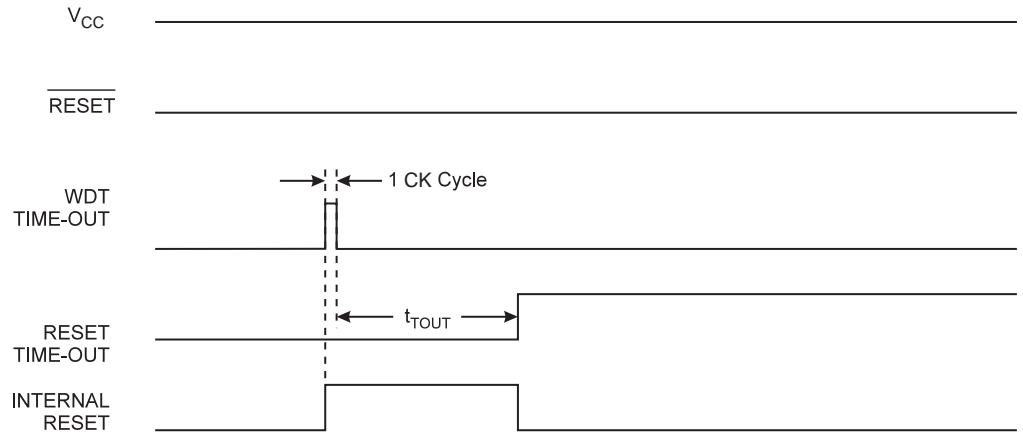 VCC
RESET
1 CK Cycle
WDT
TIME-OUT
tTOUT
RESET
TIME-OUT
INTERNAL
RESET